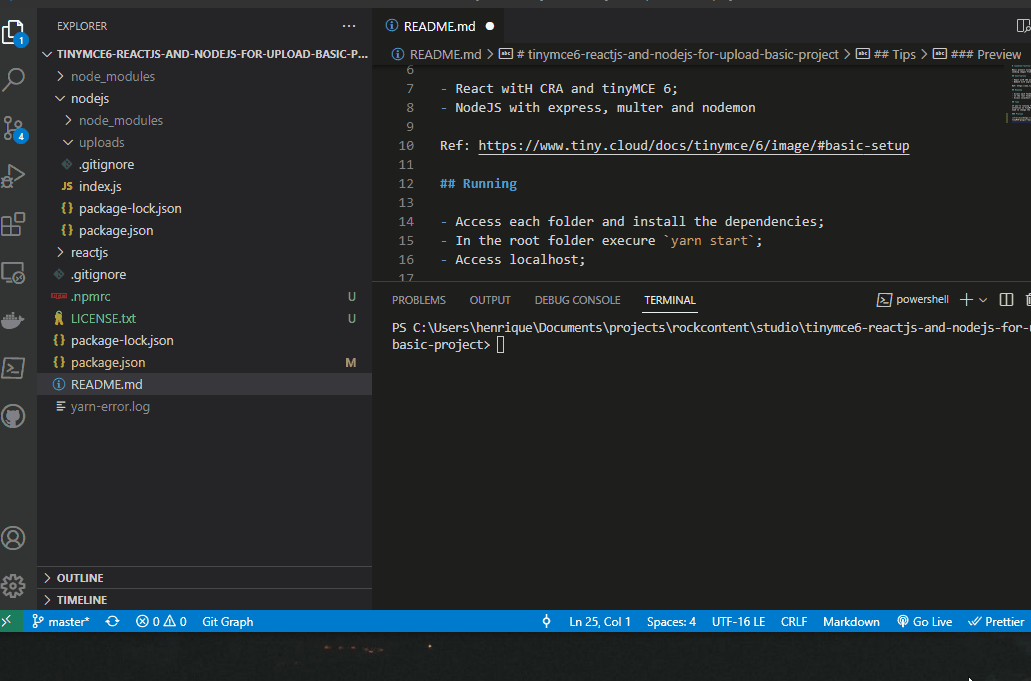 EXPLORER
TINYMCE6-REACTJS-AND-NODEJS-FOR-UPLOAD-BASIC-P...
node_modules
nodejs
node_modules
uploads
.gitignore
JS index.js
{} package-lock.json
{} package.json
reactjs
.gitignore
.npmrc U
LICENSE.txt U
{} package-lock.json
{} package.json M
README.md
yarn-error.log
OUTLINE
TIMELINE
1
4
README.md
README.md > # tinymce6-reactjs-and-nodejs-for-upload-basic-project > ## Tips > ### Preview
6
7 - React witH CRA and tinyMCE 6;
8 - NodeJS with express, multer and nodemon
9
10 Ref: https://www.tiny.cloud/docs/tinymce/6/image/#basic-setup
11
12 ## Running
13
14 - Access each folder and install the dependencies;
15 - In the root folder execure `yarn start`;
16 - Access localhost;
17
PROBLEMS OUTPUT DEBUG CONSOLE TERMINAL powershell
PS C:\Users\henrique\Documents\projects\rockcontent\studio\tinymce6-reactjs-and-nodejs-for-
basic-project>
master* 0 0 Git Graph Ln 25, Col 1 Spaces: 4 UTF-16 LE CRLF Markdown Go Live Prettier